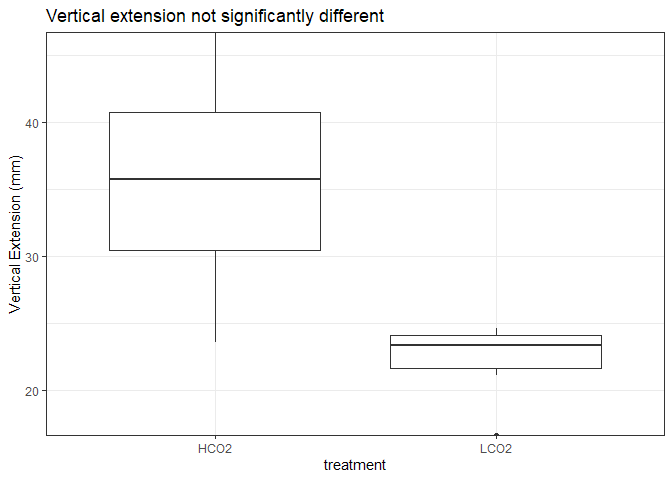 Vertical extension not significantly different
Vertical Extension (mm)
40
30
20
HCO2
LCO2
treatment